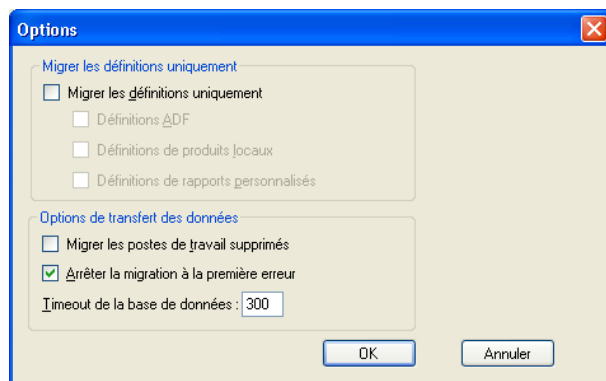 Options
Migrer les définitions uniquement
Migrer les définitions uniquement
Définitions ADF
Définitions de produits locaux
Définitions de rapports personnalisés
Options de transfert des données
Migrer les postes de travail supprimés
Arrêter la migration à la première erreur
Timeout de la base de données : 300
OK Annuler